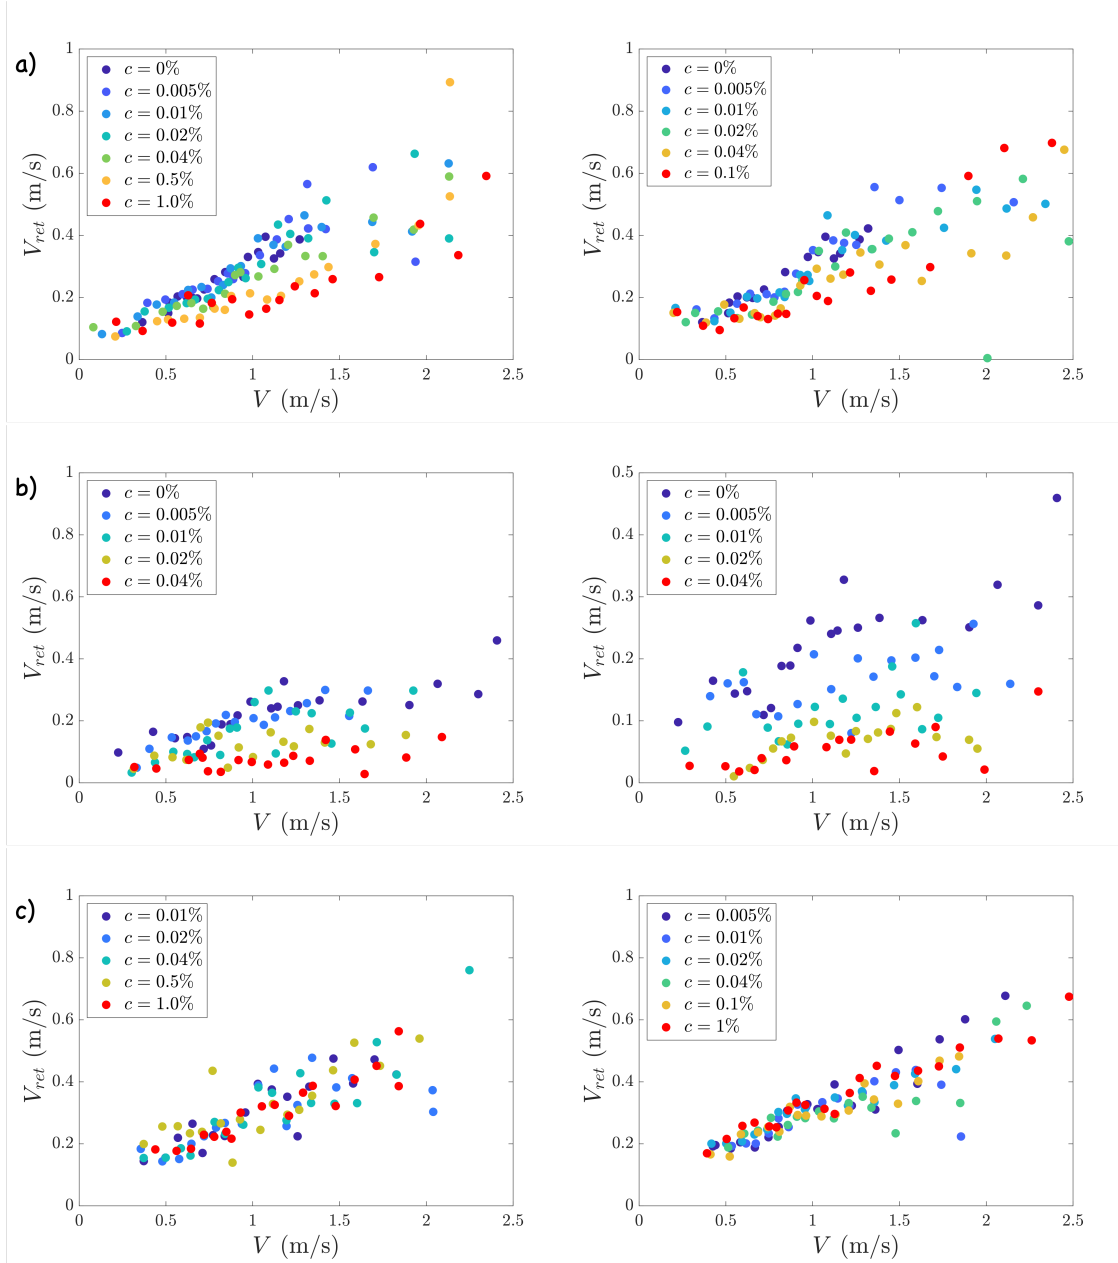 a)
1
0.8
0.6
0.4
0.2
0
0 0.5 1 1.5 2 2.5
V_ret (m/s)
V (m/s)
c = 0%
c = 0.005%
c = 0.01%
c = 0.02%
c = 0.04%
c = 0.5%
c = 1.0%
1
0.8
0.6
0.4
0.2
0
0 0.5 1 1.5 2 2.5
V_ret (m/s)
V (m/s)
c = 0%
c = 0.005%
c = 0.01%
c = 0.02%
c = 0.04%
c = 0.1%
b)
1
0.8
0.6
0.4
0.2
0
0 0.5 1 1.5 2 2.5
V_ret (m/s)
V (m/s)
c = 0%
c = 0.005%
c = 0.01%
c = 0.02%
c = 0.04%
0.5
0.4
0.3
0.2
0.1
0
0 0.5 1 1.5 2 2.5
V_ret (m/s)
V (m/s)
c = 0%
c = 0.005%
c = 0.01%
c = 0.02%
c = 0.04%
c)
1
0.8
0.6
0.4
0.2
0
0 0.5 1 1.5 2 2.5
V_ret (m/s)
V (m/s)
c = 0.01%
c = 0.02%
c = 0.04%
c = 0.5%
c = 1.0%
1
0.8
0.6
0.4
0.2
0
0 0.5 1 1.5 2 2.5
V_ret (m/s)
V (m/s)
c = 0.005%
c = 0.01%
c = 0.02%
c = 0.04%
c = 0.1%
c = 1%